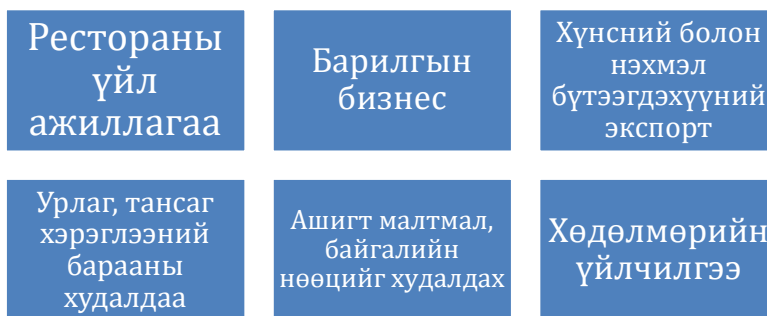 Рестораны
үйл
ажиллагаа
Барилгын
бизнес
Хүнсний болон
нэхмэл
бүтээгдэхүүний
экспорт
Урлаг, тансаг
хэрэглээний
барааны
худалдаа
Ашигт малтмал,
байгалийн
нөөцийг худалдах
Хөдөлмөрийн
үйлчилгээ